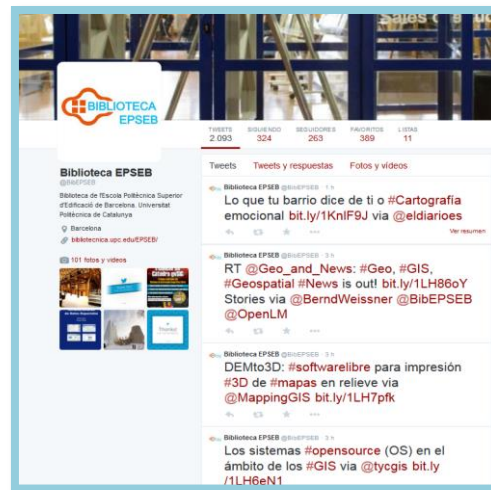 Sales d'estudi
BIBLIOTECA
EPSEB
TWEETS SIGUIENDO SEGUIDORES FAVORITOS LISTAS
2.093 324 263 389 11
Biblioteca EPSEB
@BibEPSEB
Biblioteca de l'Escola Politècnica Superior
d'Edificació de Barcelona. Universitat
Politècnica de Catalunya
Barcelona
bibliotecnica.upc.edu/EPSEB/
101 fotos y vídeos
Tweets Tweets y respuestas Fotos y vídeos
Biblioteca EPSEB @BibEPSEB · 1 h
Lo que tu barrio dice de ti o #Cartografía
emocional bit.ly/1KnlF9J via @eldiarioes
Ver resumen
Biblioteca EPSEB @BibEPSEB · 3 h
RT @Geo_and_News: #Geo, #GIS,
#Geospatial #News is out! bit.ly/1LH86oY
Stories via @BerndWeissner @BibEPSEB
@OpenLM
Biblioteca EPSEB @BibEPSEB · 3 h
DEMto3D: #softwarelibre para impresión
#3D de #mapas en relieve via
@MappingGIS bit.ly/1LH7pfk
Biblioteca EPSEB @BibEPSEB · 3 h
Los sistemas #opensource (OS) en el
ámbito de los #GIS via @tycgis bit.ly
/1LH6eN1